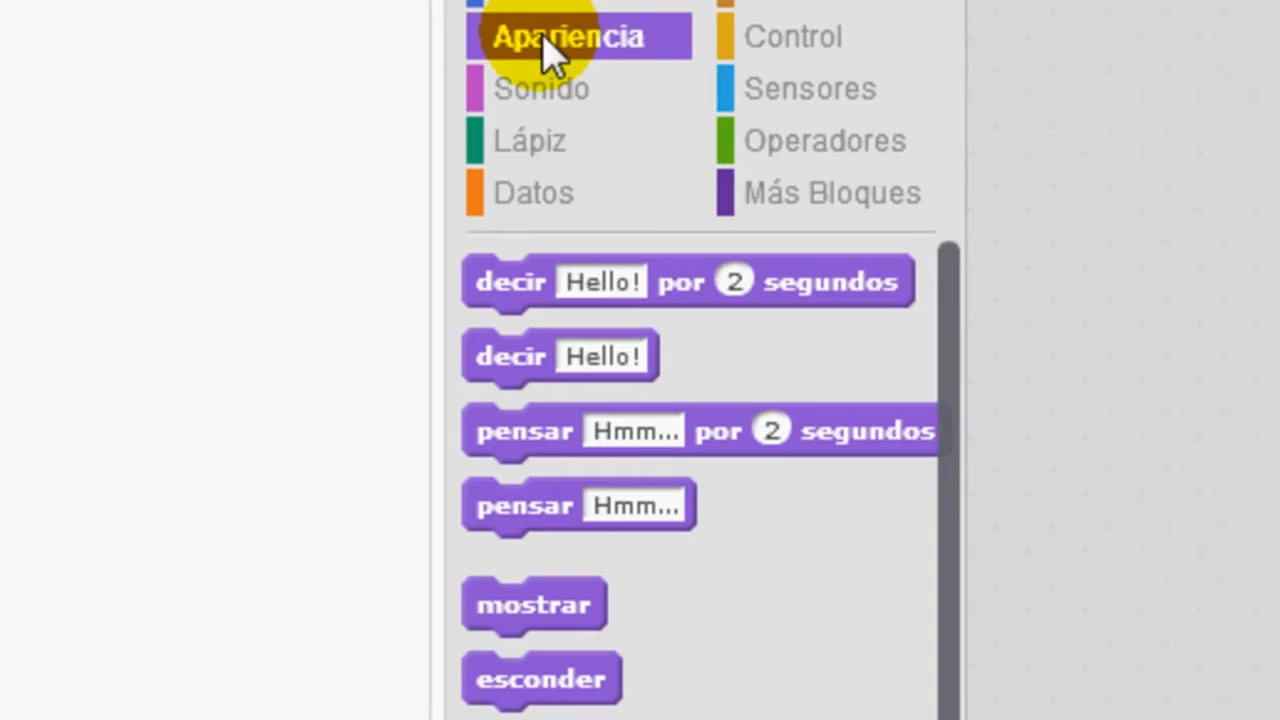 Apariencia
Control
Sonido
Sensores
Lápiz
Operadores
Datos
Más Bloques
decir Hello! por 2 segundos
decir Hello!
pensar Hmm... por 2 segundos
pensar Hmm...
mostrar
esconder